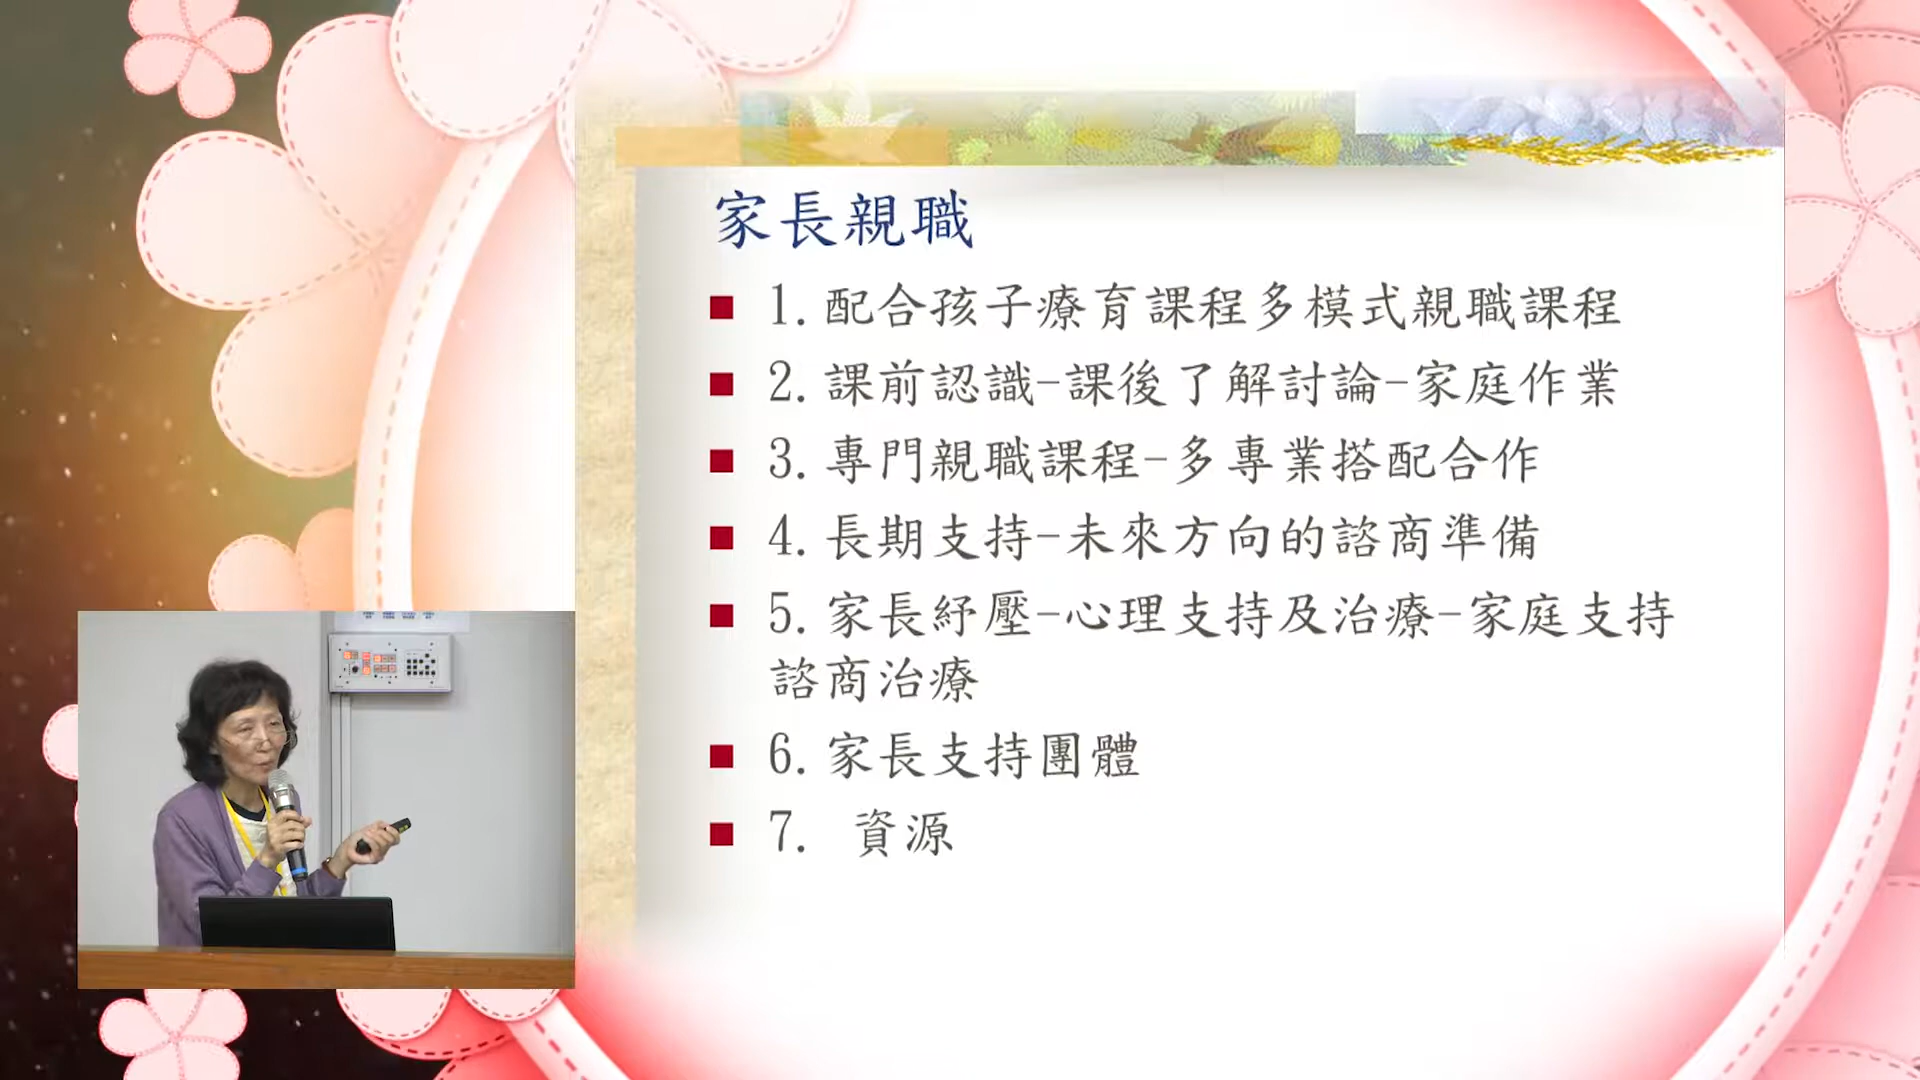 家長親職
1. 配合孩子療育課程多模式親職課程
2. 課前認識-課後了解討論-家庭作業
3. 專門親職課程-多專業搭配合作
4. 長期支持-未來方向的諮商準備
5. 家長紓壓-心理支持及治療-家庭支持
諮商治療
6. 家長支持團體
7. 資源